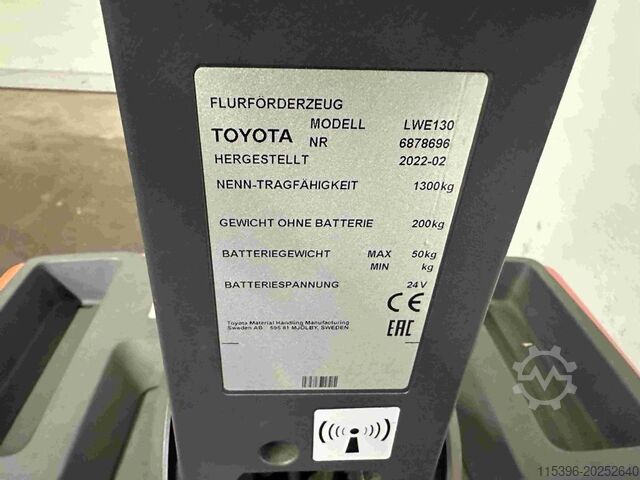 FLURFÖRDERZEUG
TOYOTA MODELL LWE130
NR 6878696
HERGESTELLT 2022-02
NENN-TRAGFÄHIGKEIT 1300kg
GEWICHT OHNE BATTERIE 200kg
BATTERIEGEWICHT MAX 50kg
MIN kg
BATTERIESPANNUNG 24V
CE
Toyota Material Handling Manufacturing
Sweden AB 595 81 MJÖLBY, SWEDEN
EAC
115396-20252640